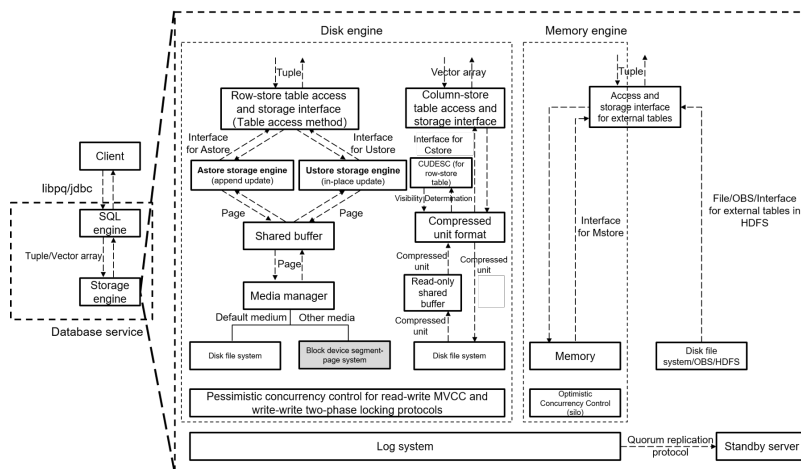 Disk engine
Memory engine
Tuple
Vector array
Tuple
Row-store table access
and storage interface
(Table access method)
Column-store
table access and
storage interface
Access and
storage interface
for external tables
Interface
for Astore
Interface
for Ustore
Interface for
Cstore
Client
Astore storage engine
(append update)
Ustore storage engine
(in-place update)
CUDESC (for
row-store
table)
libpq/jdbc
Visibility
Determination
Page
Page
SQL
engine
Shared buffer
Compressed
unit format
File/OBS/Interface
for external tables in
HDFS
Interface
for Mstore
Tuple/Vector array
Page
Compressed
unit
Compressed
unit
Storage
engine
Media manager
Read-only
shared
buffer
Database service
Default medium
Other media
Compressed
unit
Disk file system
Block device segment-
page system
Disk file system
Memory
Disk file
system/OBS/HDFS
Pessimistic concurrency control for read-write MVCC and
write-write two-phase locking protocols
Optimistic
Concurrency Control
(silo)
Log system
Quorum replication
protocol
Standby server